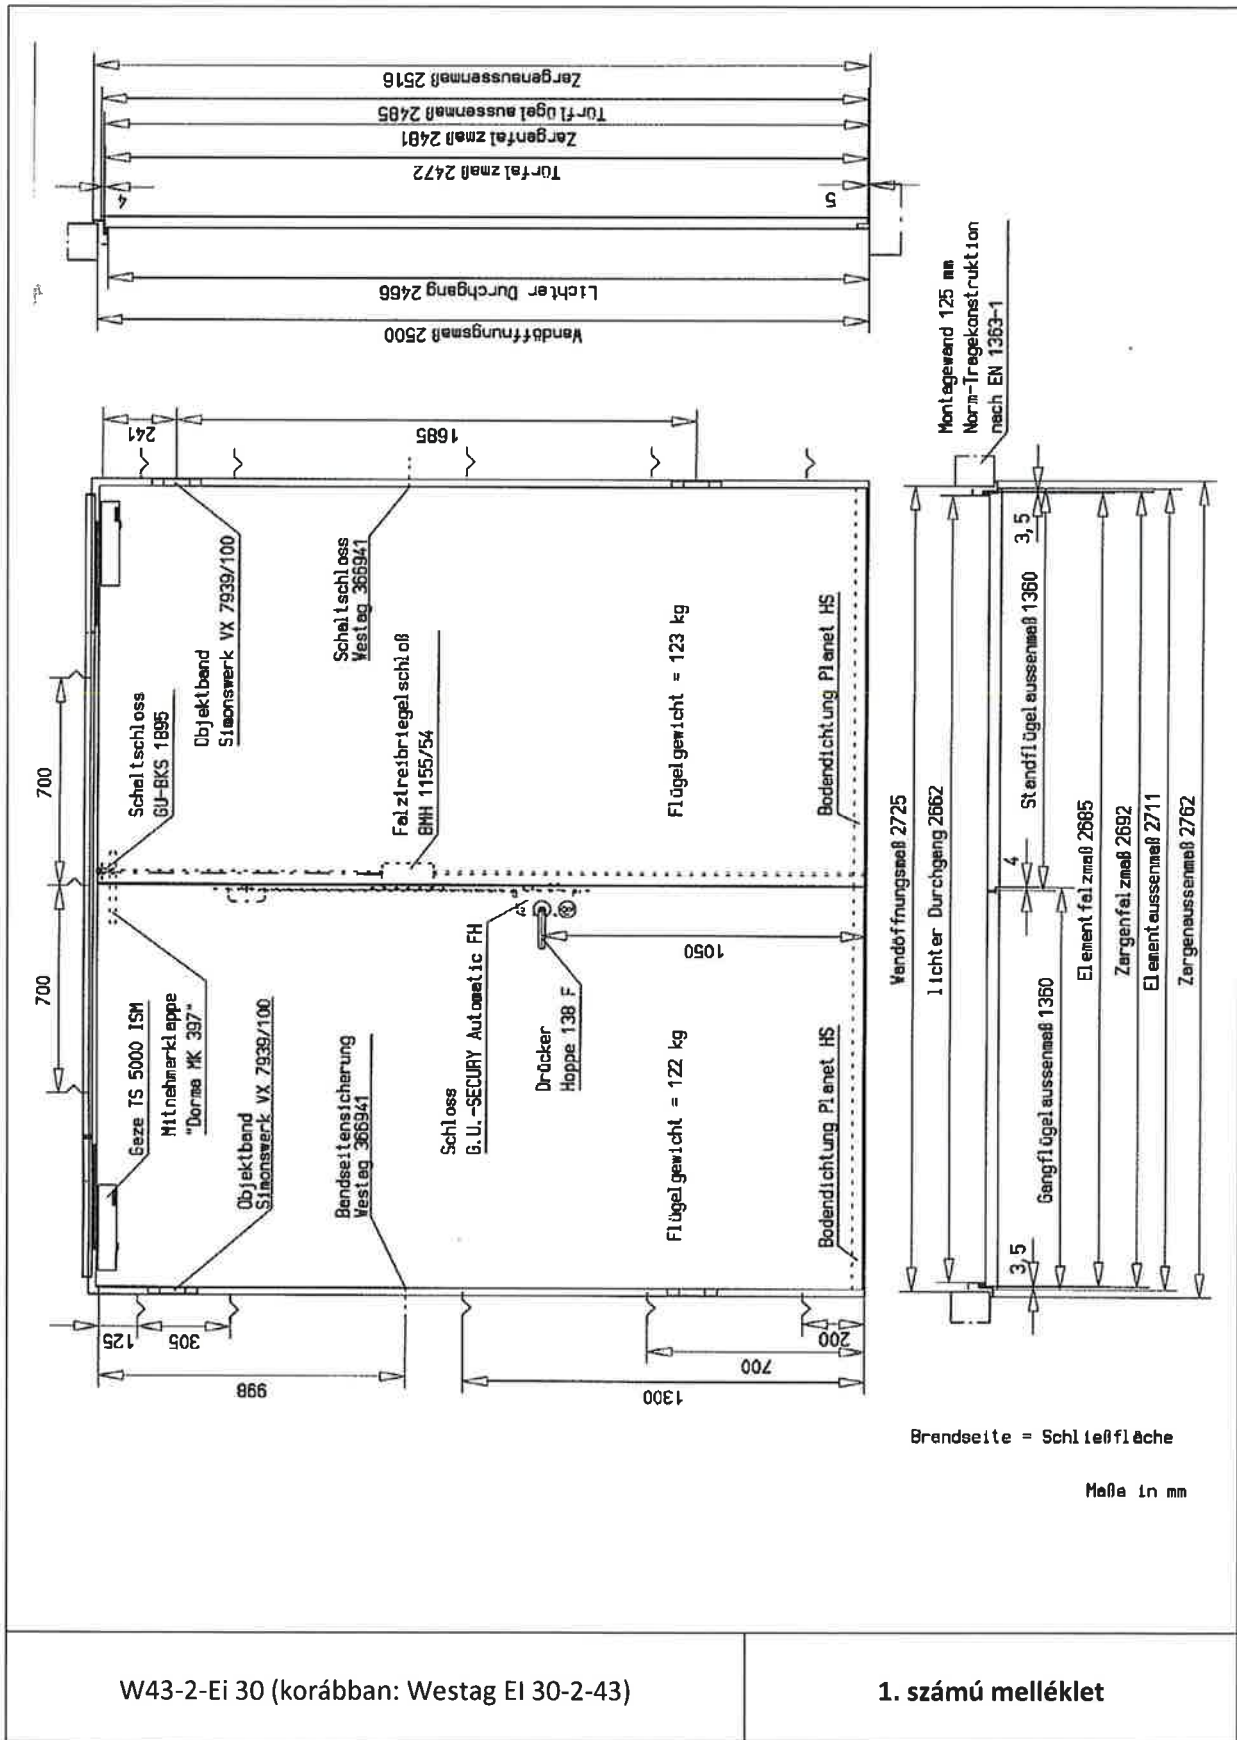 Zargenaussenmaß 2516
Türflügelaussenmaß 2485
Zargenfalzmaß 2481
Türfalzmaß 2472
4
5
Lichter Durchgang 2466
Wandöffnungsmaß 2500
Montagewand 125 mm
Norm-Tragekonstruktion
nach EN 1363-1
241
1685
700
700
Schaltschloss
GU-BKS 1895
Objektband
Simonswerk VX 7939/100
Schaltschloss
Westag 366941
Falztreibriegelschloß
BMH 1155/54
Flügelgewicht = 123 kg
Bodendichtung Planet HS
Geze TS 5000 ISM
Mitnehmerklappe
"Dorma MK 397"
Objektband
Simonswerk VX 7939/100
Bandseitensicherung
Westag 366941
Schloss
G.U.-SECURY Automatic FH
Drücker
Hoppe 138 F
1050
Flügelgewicht = 122 kg
Bodendichtung Planet HS
125
305
998
200
700
1300
Wandöffnungsmaß 2725
lichter Durchgang 2662
3,5
Standflügelaussenmaß 1360
4
Gangflügelaussenmaß 1360
3,5
Elementfalzmaß 2685
Zargenfalzmaß 2692
Elementaussenmaß 2711
Zargenaussenmaß 2762
Brandseite = Schließfläche
Maße in mm
W43-2-Ei 30 (korábban: Westag EI 30-2-43)
1. számú melléklet